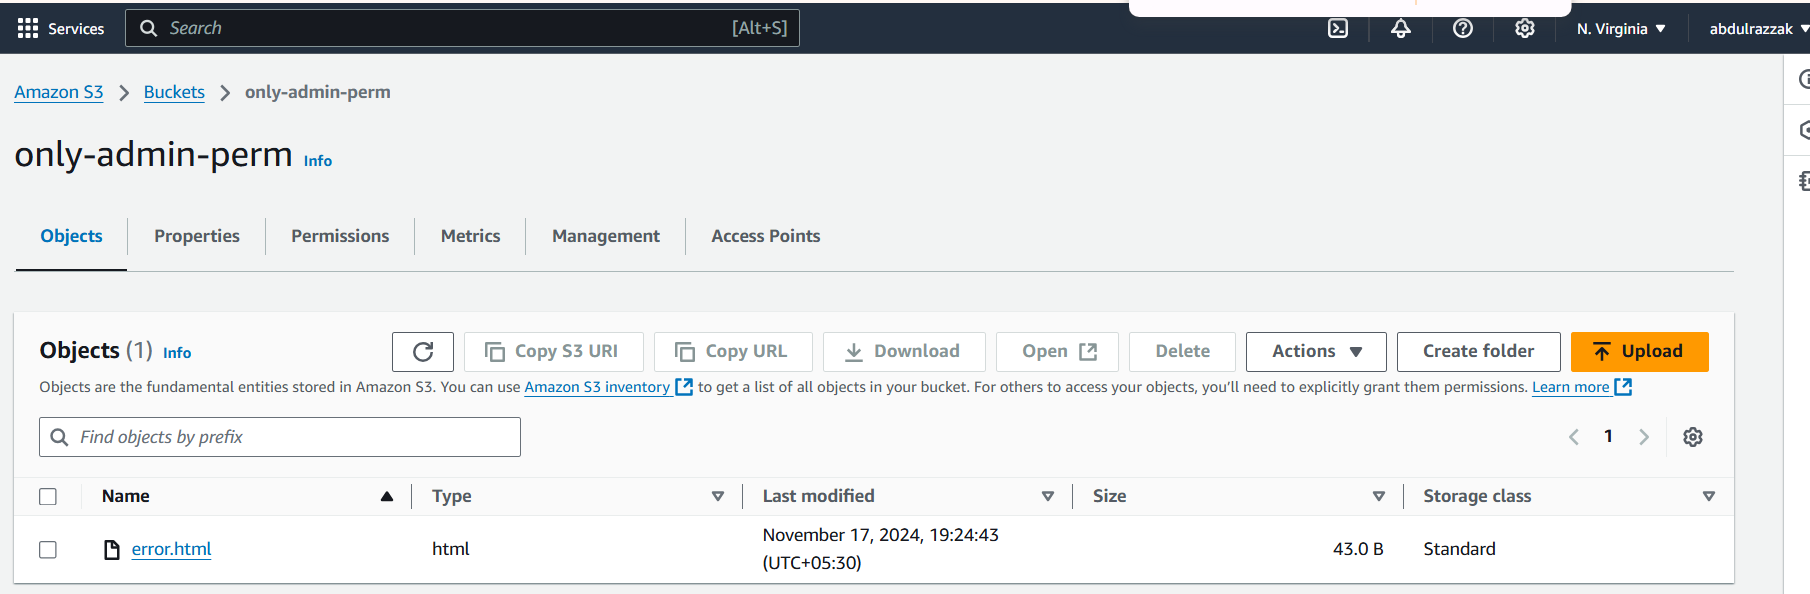 Services Search [Alt+S] N. Virginia abdulrazzak
Amazon S3 Buckets only-admin-perm
only-admin-perm Info
Objects Properties Permissions Metrics Management Access Points
Objects (1) Info Copy S3 URI Copy URL Download Open Delete Actions Create folder Upload
Objects are the fundamental entities stored in Amazon S3. You can use Amazon S3 inventory to get a list of all objects in your bucket. For others to access your objects, you'll need to explicitly grant them permissions. Learn more
Find objects by prefix 1
Name Type Last modified Size Storage class
error.html html November 17, 2024, 19:24:43 (UTC+05:30) 43.0 B Standard